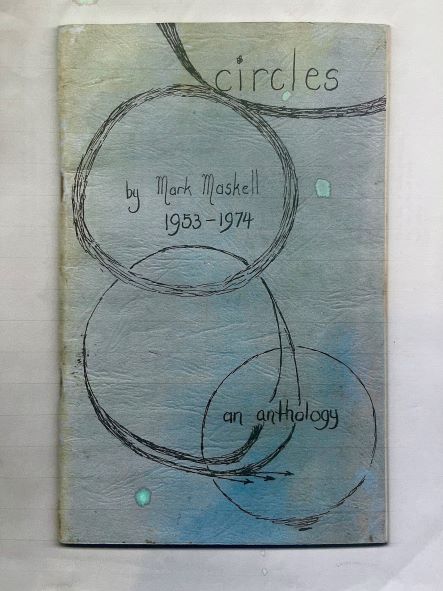 circles
by Mark Maskell
1953-1974
an anthology